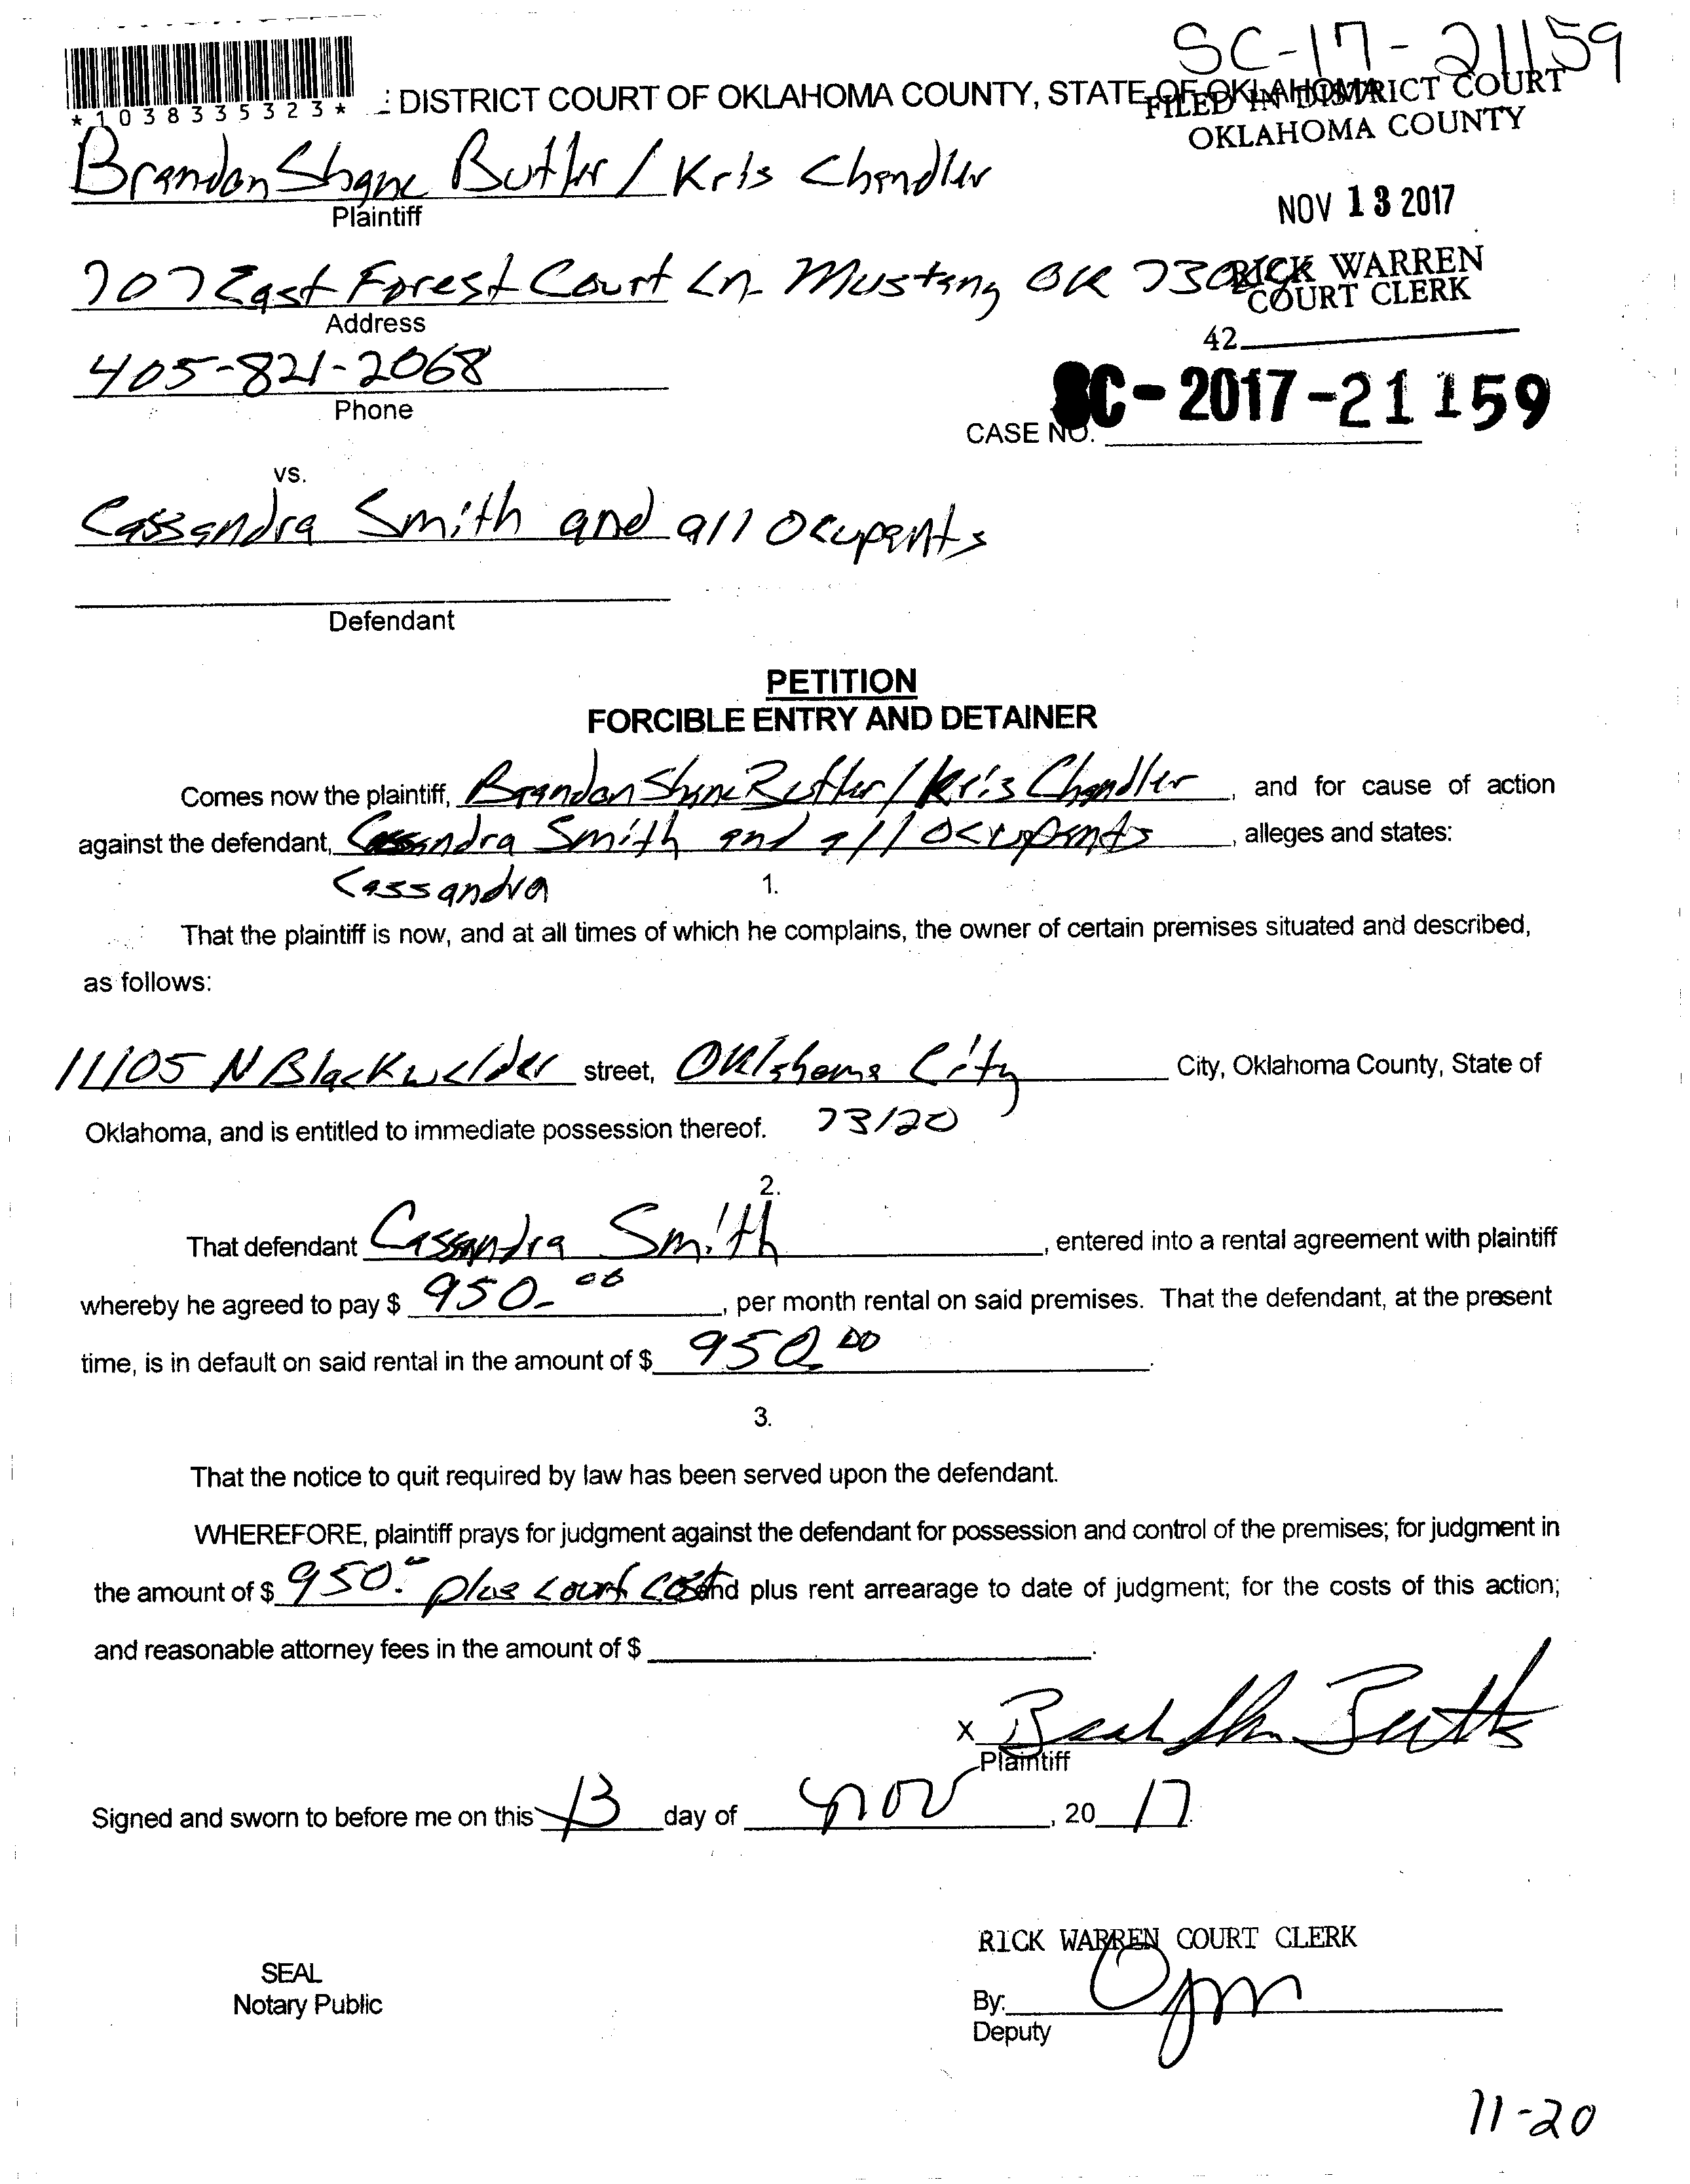 SC-17-21159
*1038335323*
: DISTRICT COURT OF OKLAHOMA COUNTY, STATE OF OKLAHOMA
FILED IN DISTRICT COURT
OKLAHOMA COUNTY
Brandon Shane Butler / Kris Chandler
Plaintiff
NOV 13 2017
707 East Forest Court Ln. Mustang OK 730
RICK WARREN
COURT CLERK
Address
42
405-821-2068
Phone
SC-2017-21159
CASE NO.
vs.
Cassandra Smith and all Ocupants
Defendant
PETITION
FORCIBLE ENTRY AND DETAINER
Comes now the plaintiff, Brandon Shane Butler / Kris Chandler, and for cause of action
against the defendant, Cassandra Smith and all Ocupants, alleges and states:
Cassandra
1.
That the plaintiff is now, and at all times of which he complains, the owner of certain premises situated and described,
as follows:
11105 N Blackwelder street, Oklahoma City City, Oklahoma County, State of
Oklahoma, and is entitled to immediate possession thereof. 73120
2.
That defendant Cassandra Smith, entered into a rental agreement with plaintiff
whereby he agreed to pay $ 950.00, per month rental on said premises. That the defendant, at the present
time, is in default on said rental in the amount of $ 950.00.
3.
That the notice to quit required by law has been served upon the defendant.
WHEREFORE, plaintiff prays for judgment against the defendant for possession and control of the premises; for judgment in
the amount of $ 950. plus court cost and plus rent arrearage to date of judgment; for the costs of this action;
and reasonable attorney fees in the amount of $ .
X
Plaintiff
Signed and sworn to before me on this 13 day of nov, 20 17.
RICK WARREN COURT CLERK
SEAL
Notary Public
By:
Deputy
11-20